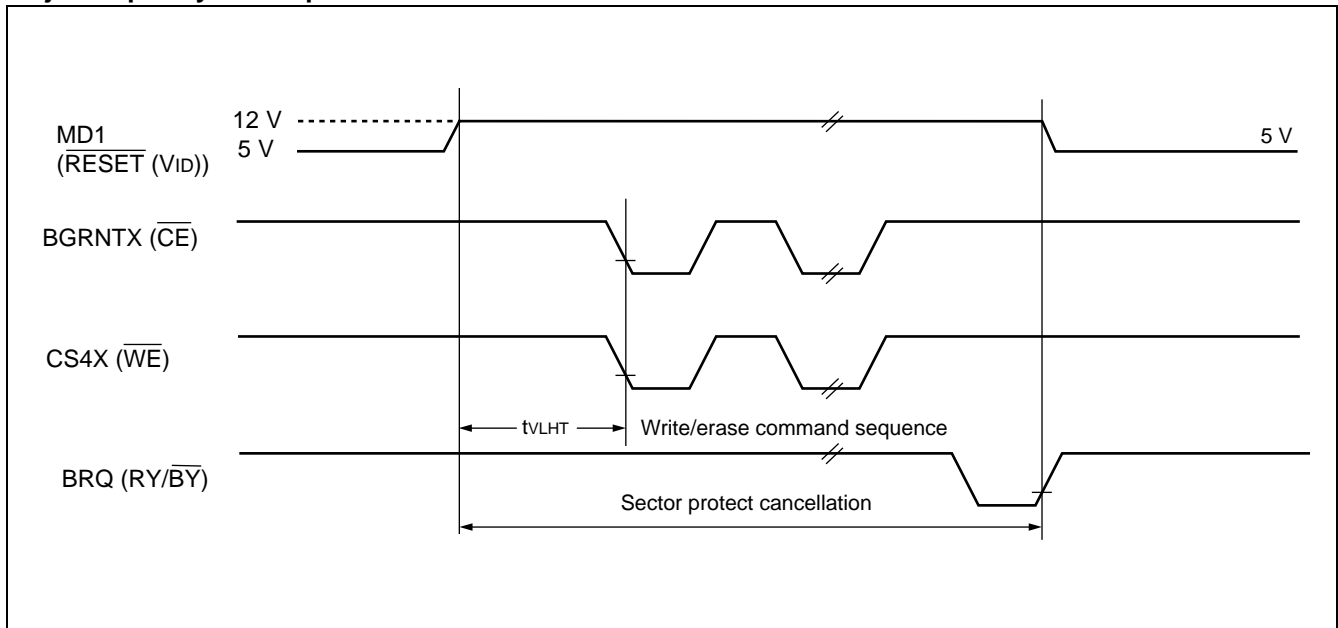 12 V
MD1
5 V
5 V
(RESET (VID))
BGRNTX (CE)
CS4X (WE)
tVLHT
Write/erase command sequence
BRQ (RY/BY)
Sector protect cancellation